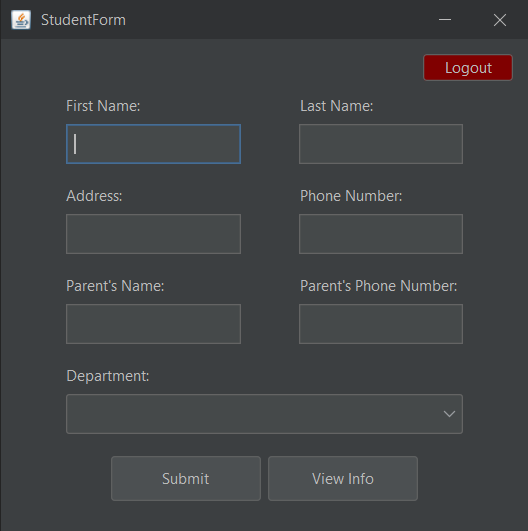 StudentForm
Logout
First Name: Last Name:
Address: Phone Number:
Parent's Name: Parent's Phone Number:
Department:
Submit View Info